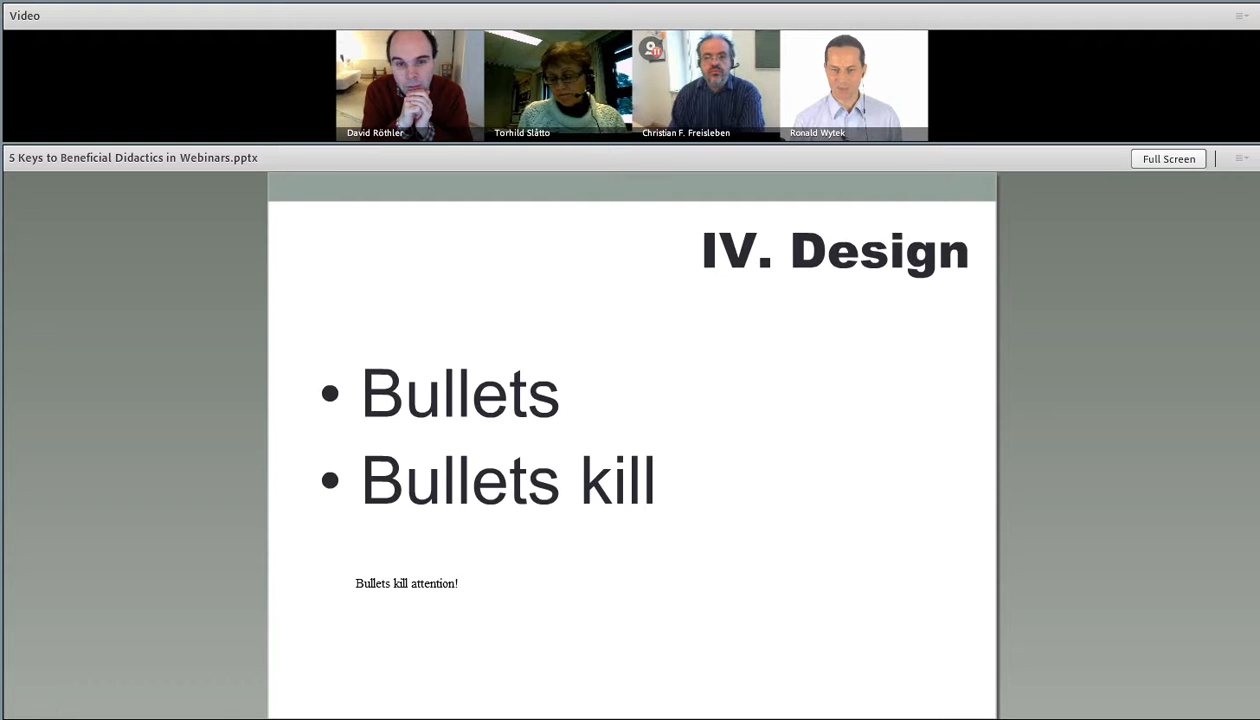 Video
David Röthler
Torhild Slåtto
Christian F. Freisleben
Ronald Wytek
5 Keys to Beneficial Didactics in Webinars.pptx
Full Screen
IV. Design
• Bullets
• Bullets kill
Bullets kill attention!